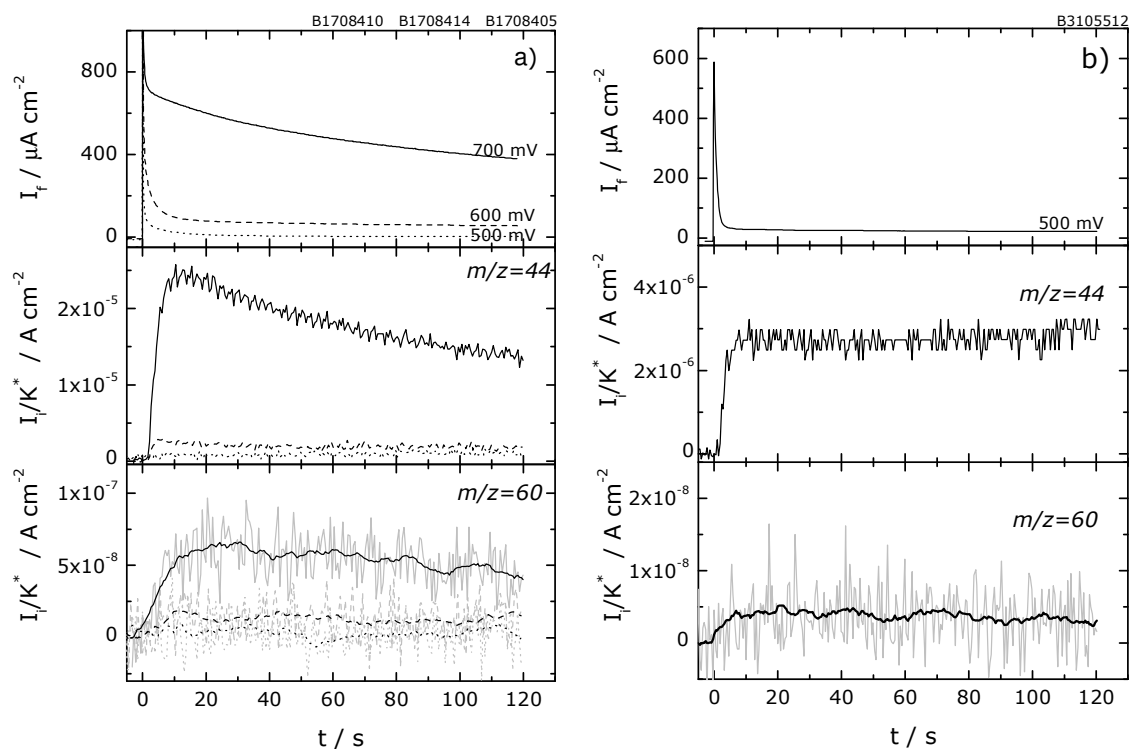 B1708410 B1708414 B1708405
a)
I_f / μA cm⁻²
800
400
0
700 mV
600 mV
500 mV
m/z=44
I_i/K* / A cm⁻²
2x10⁻⁵
1x10⁻⁵
0
m/z=60
I_i/K* / A cm⁻²
1x10⁻⁷
5x10⁻⁸
0
0 20 40 60 80 100 120
t / s
B3105512
b)
I_f / μA cm⁻²
600
400
200
0
500 mV
m/z=44
I_i/K* / A cm⁻²
4x10⁻⁶
2x10⁻⁶
0
m/z=60
I_i/K* / A cm⁻²
2x10⁻⁸
1x10⁻⁸
0
0 20 40 60 80 100 120
t / s